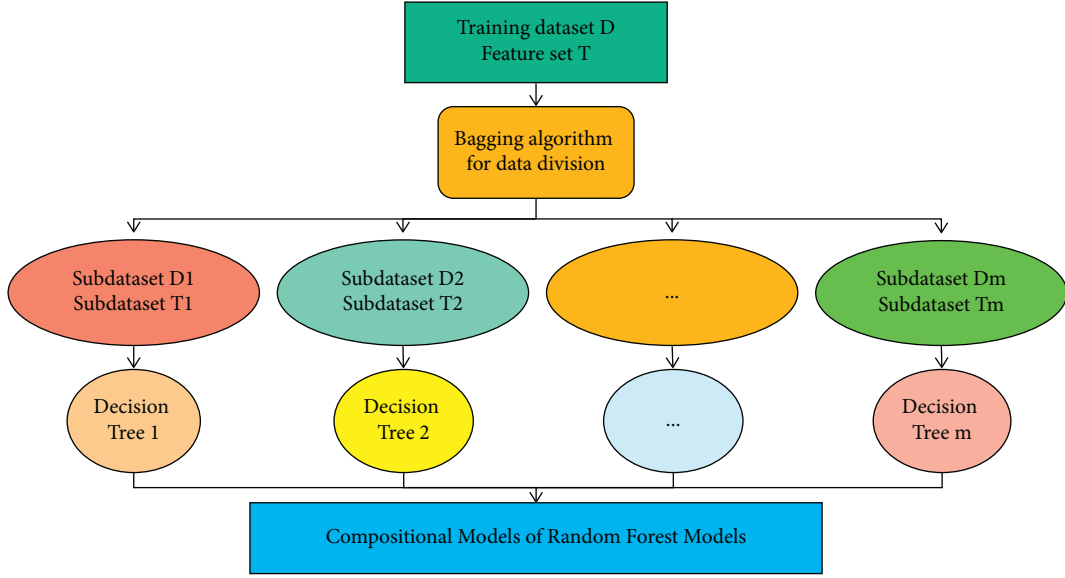 Training dataset D
Feature set T
Bagging algorithm
for data division
Subdataset D1
Subdataset T1
Subdataset D2
Subdataset T2
...
Subdataset Dm
Subdataset Tm
Decision
Tree 1
Decision
Tree 2
...
Decision
Tree m
Compositional Models of Random Forest Models